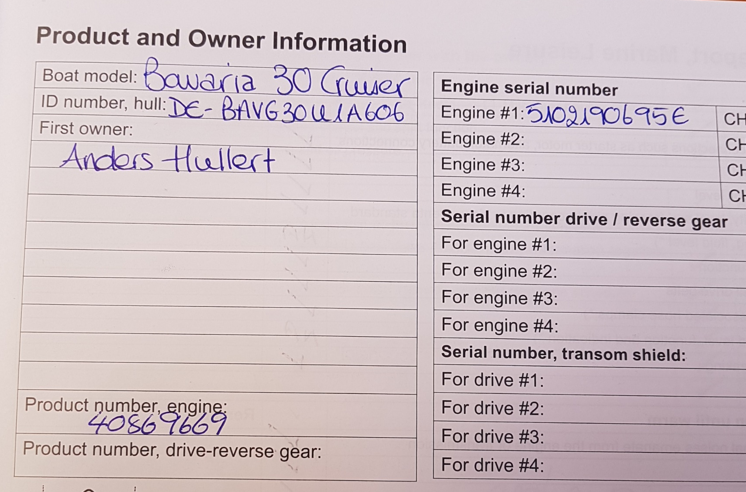 Product and Owner Information
Boat model: Bavaria 30 Cruiser
ID number, hull: DE-BAVG30U1A606
First owner:
Anders Hullert
Product number, engine:
40869669
Product number, drive-reverse gear:
Engine serial number
Engine #1: 5102190695E CH
Engine #2: CH
Engine #3: CH
Engine #4: CH
Serial number drive / reverse gear
For engine #1:
For engine #2:
For engine #3:
For engine #4:
Serial number, transom shield:
For drive #1:
For drive #2:
For drive #3:
For drive #4: